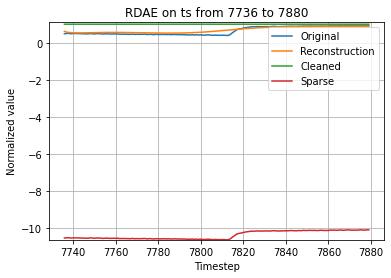 RDAE on ts from 7736 to 7880
Normalized value
0
−2
−4
−6
−8
−10
Original
Reconstruction
Cleaned
Sparse
7740 7760 7780 7800 7820 7840 7860 7880
Timestep